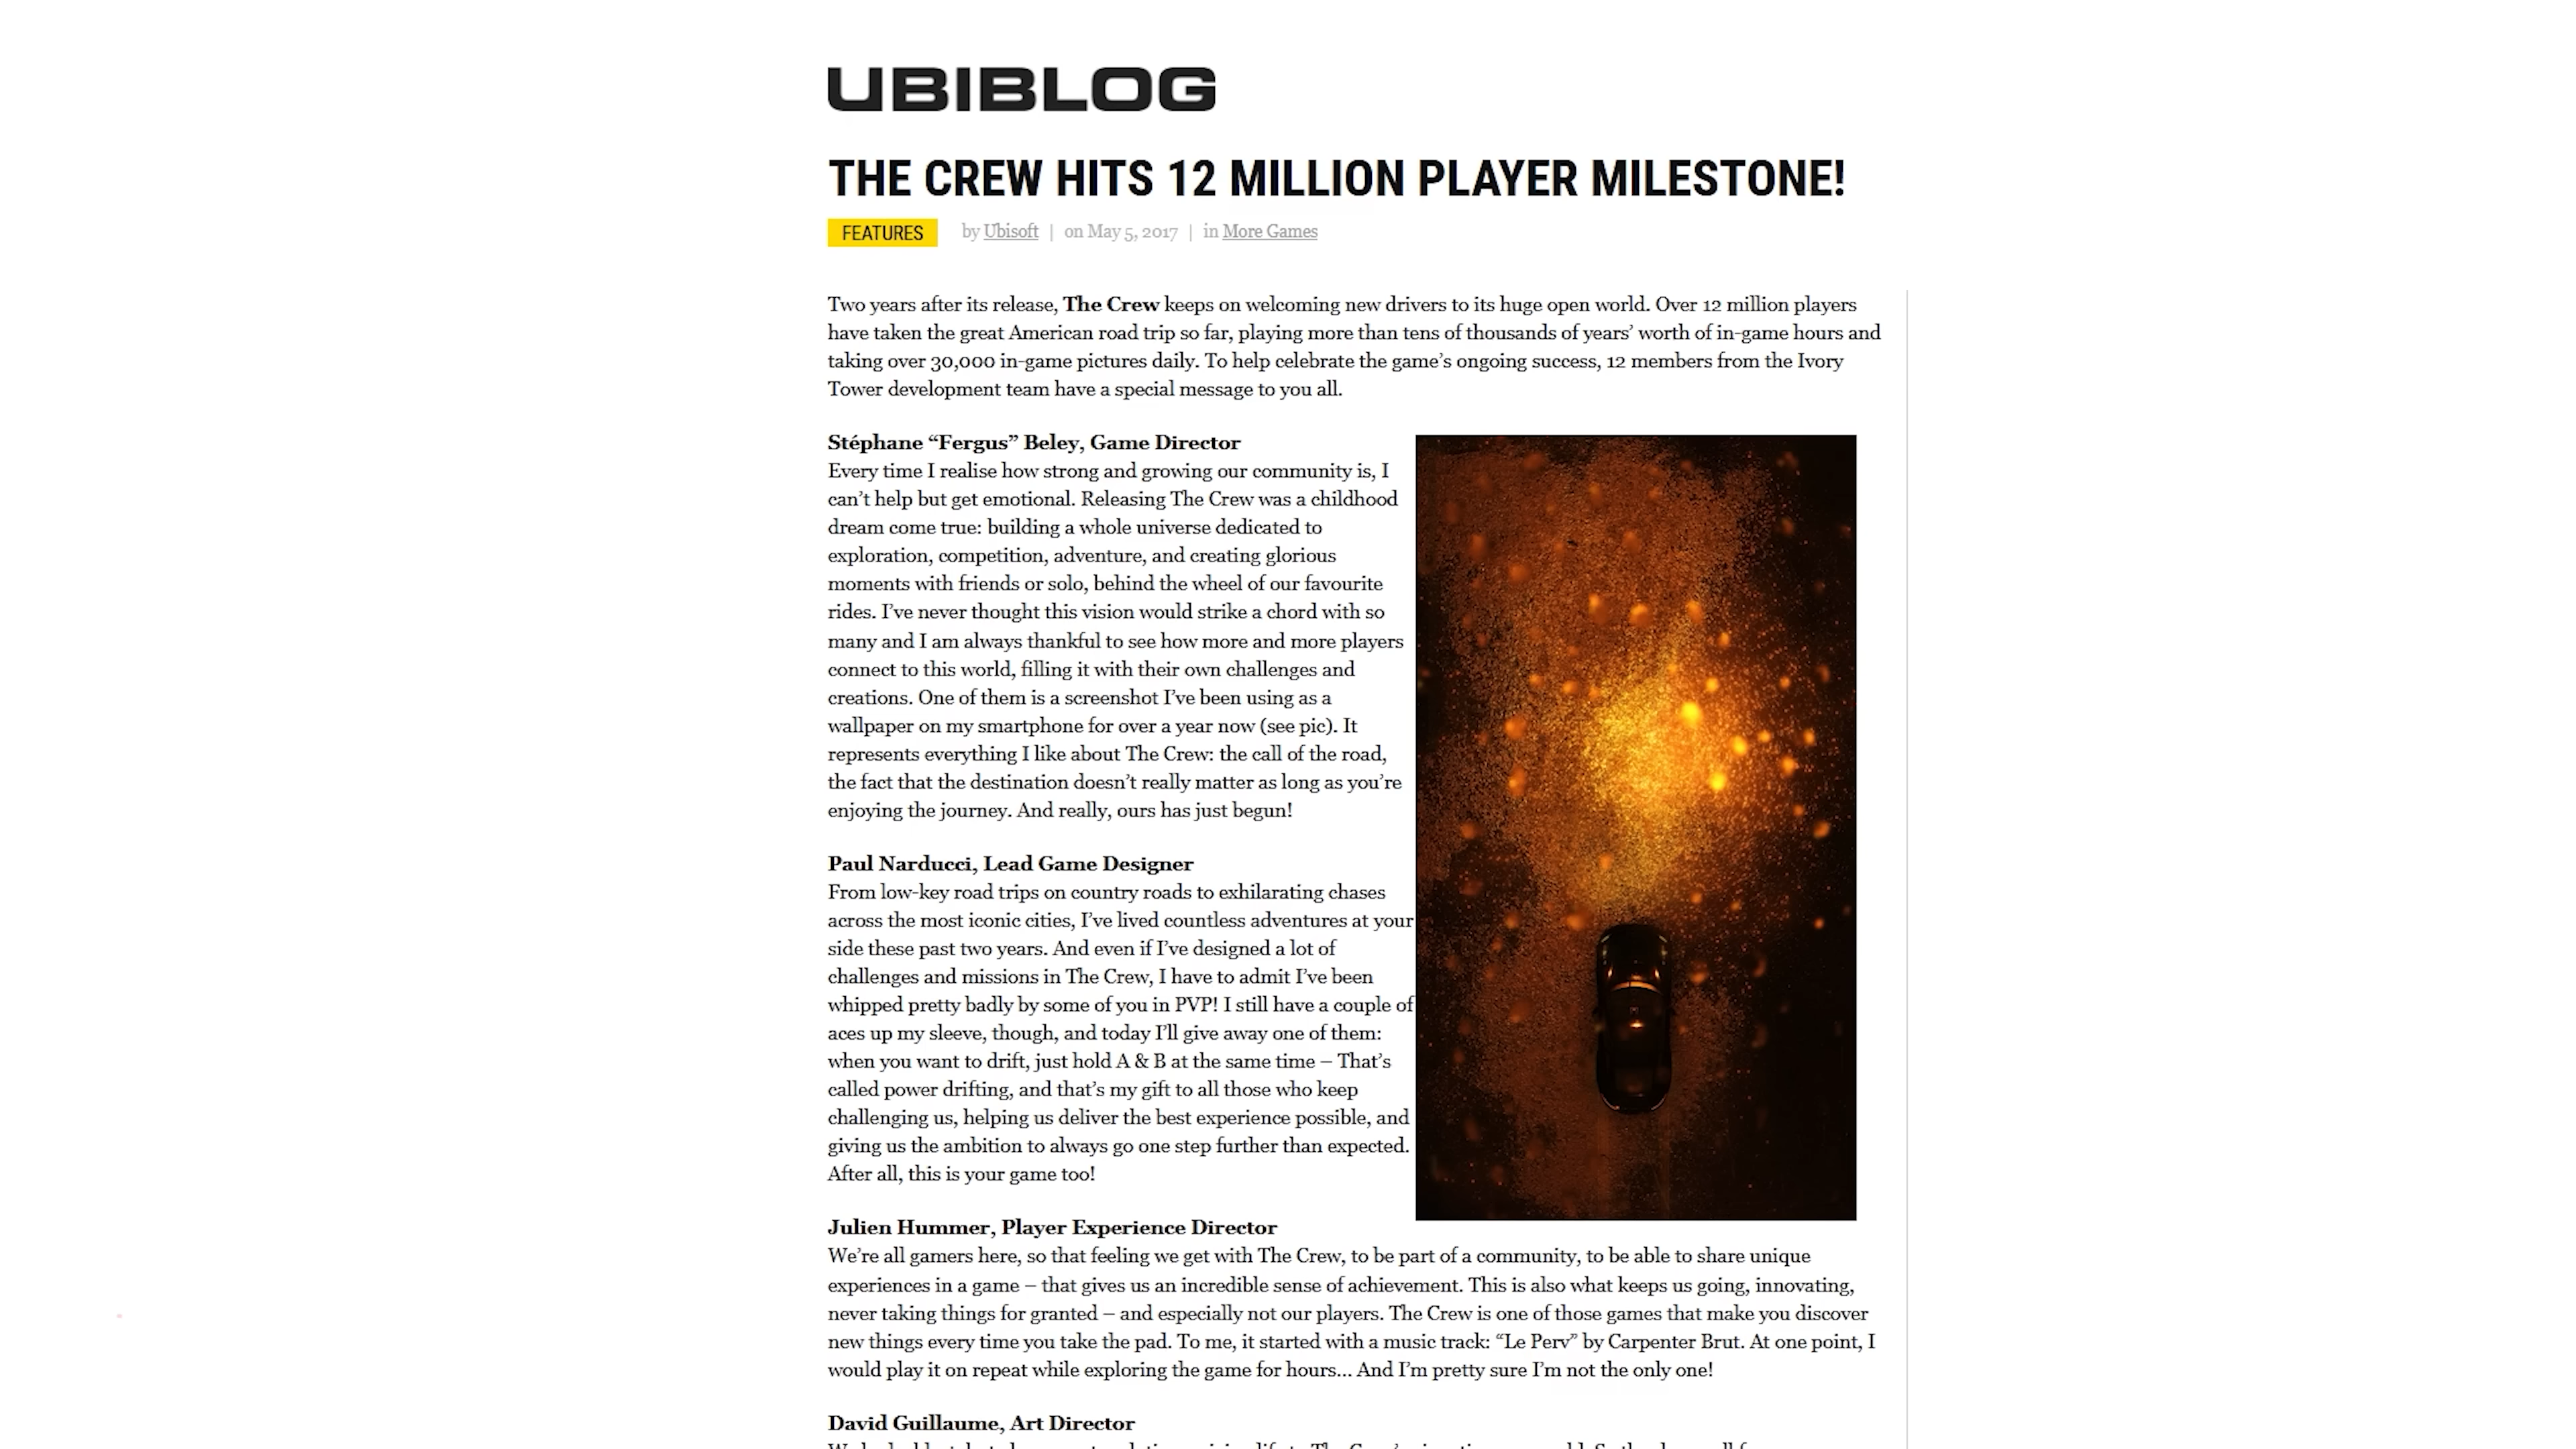 UBIBLOG
THE CREW HITS 12 MILLION PLAYER MILESTONE!
FEATURES by Ubisoft | on May 5, 2017 | in More Games
Two years after its release, The Crew keeps on welcoming new drivers to its huge open world. Over 12 million players
have taken the great American road trip so far, playing more than tens of thousands of years’ worth of in-game hours and
taking over 30,000 in-game pictures daily. To help celebrate the game’s ongoing success, 12 members from the Ivory
Tower development team have a special message to you all.
Stéphane “Fergus” Beley, Game Director
Every time I realise how strong and growing our community is, I
can’t help but get emotional. Releasing The Crew was a childhood
dream come true: building a whole universe dedicated to
exploration, competition, adventure, and creating glorious
moments with friends or solo, behind the wheel of our favourite
rides. I’ve never thought this vision would strike a chord with so
many and I am always thankful to see how more and more players
connect to this world, filling it with their own challenges and
creations. One of them is a screenshot I’ve been using as a
wallpaper on my smartphone for over a year now (see pic). It
represents everything I like about The Crew: the call of the road,
the fact that the destination doesn’t really matter as long as you’re
enjoying the journey. And really, ours has just begun!
Paul Narducci, Lead Game Designer
From low-key road trips on country roads to exhilarating chases
across the most iconic cities, I’ve lived countless adventures at your
side these past two years. And even if I’ve designed a lot of
challenges and missions in The Crew, I have to admit I’ve been
whipped pretty badly by some of you in PVP! I still have a couple of
aces up my sleeve, though, and today I’ll give away one of them:
when you want to drift, just hold A & B at the same time – That’s
called power drifting, and that’s my gift to all those who keep
challenging us, helping us deliver the best experience possible, and
giving us the ambition to always go one step further than expected.
After all, this is your game too!
Julien Hummer, Player Experience Director
We’re all gamers here, so that feeling we get with The Crew, to be part of a community, to be able to share unique
experiences in a game – that gives us an incredible sense of achievement. This is also what keeps us going, innovating,
never taking things for granted – and especially not our players. The Crew is one of those games that make you discover
new things every time you take the pad. To me, it started with a music track: “Le Perv” by Carpenter Brut. At one point, I
would play it on repeat while exploring the game for hours… And I’m pretty sure I’m not the only one!
David Guillaume, Art Director